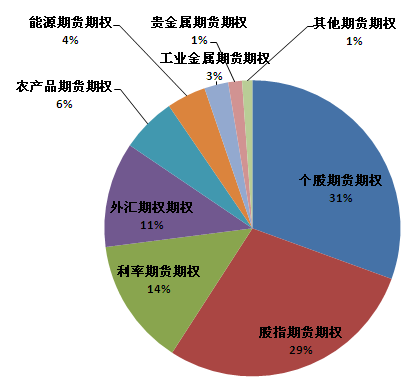 能源期货期权
4%
贵金属期货期权
1%
其他期货期权
1%
工业金属期货期权
3%
农产品期货期权
6%
个股期货期权
31%
外汇期权期权
11%
利率期货期权
14%
股指期货期权
29%